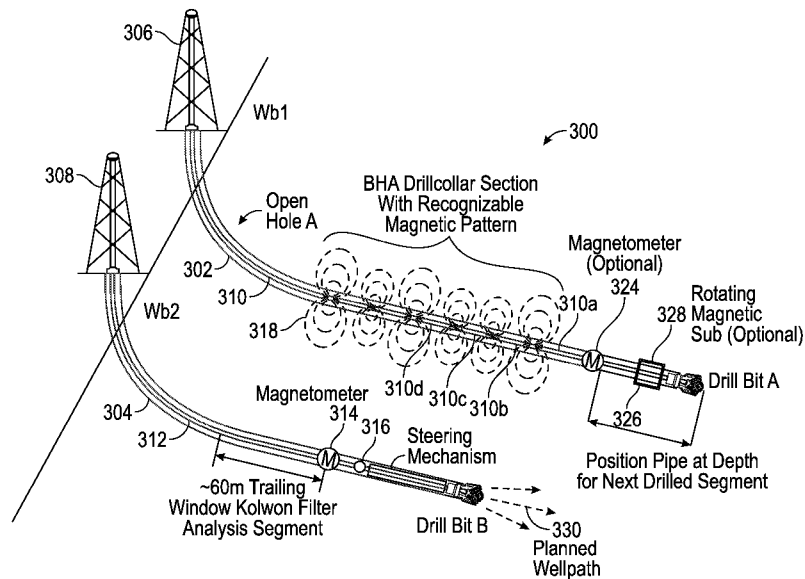 306
Wb1
300
308
BHA Drillcollar Section
With Recognizable
Magnetic Pattern
Open
Hole A
Magnetometer
(Optional)
324
302
310
310a
Rotating
Magnetic
Sub (Optional)
328
Wb2
318
310d
310c
310b
M
Drill Bit A
326
304
312
Magnetometer
314
316
Steering
Mechanism
M
Position Pipe at Depth
for Next Drilled Segment
~60m Trailing
Window Kolwon Filter
Analysis Segment
Drill Bit B
330
Planned
Wellpath